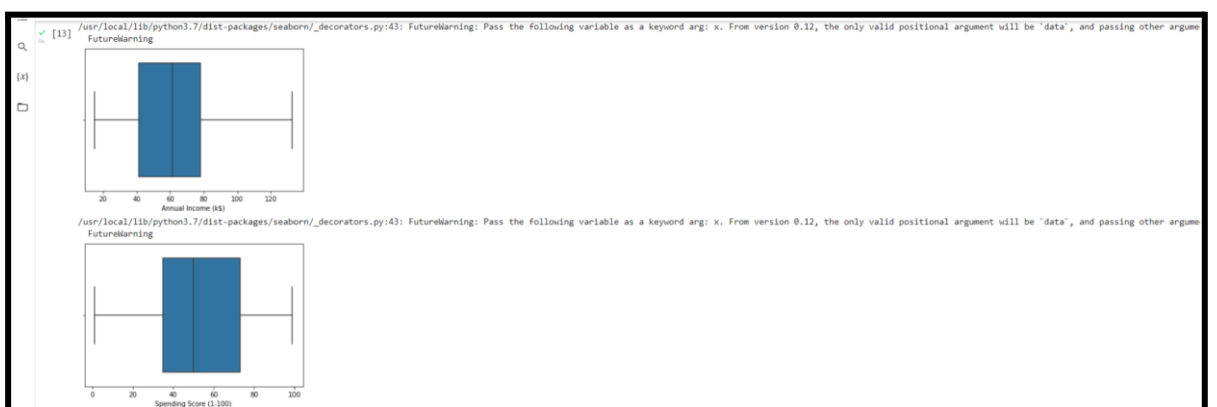 [13] /usr/local/lib/python3.7/dist-packages/seaborn/_decorators.py:43: FutureWarning: Pass the following variable as a keyword arg: x. From version 0.12, the only valid positional argument will be `data`, and passing other argume
FutureWarning
{x}
20 40 60 80 100 120
Annual Income (k$)
/usr/local/lib/python3.7/dist-packages/seaborn/_decorators.py:43: FutureWarning: Pass the following variable as a keyword arg: x. From version 0.12, the only valid positional argument will be `data`, and passing other argume
FutureWarning
0 20 40 60 80 100
Spending Score (1-100)